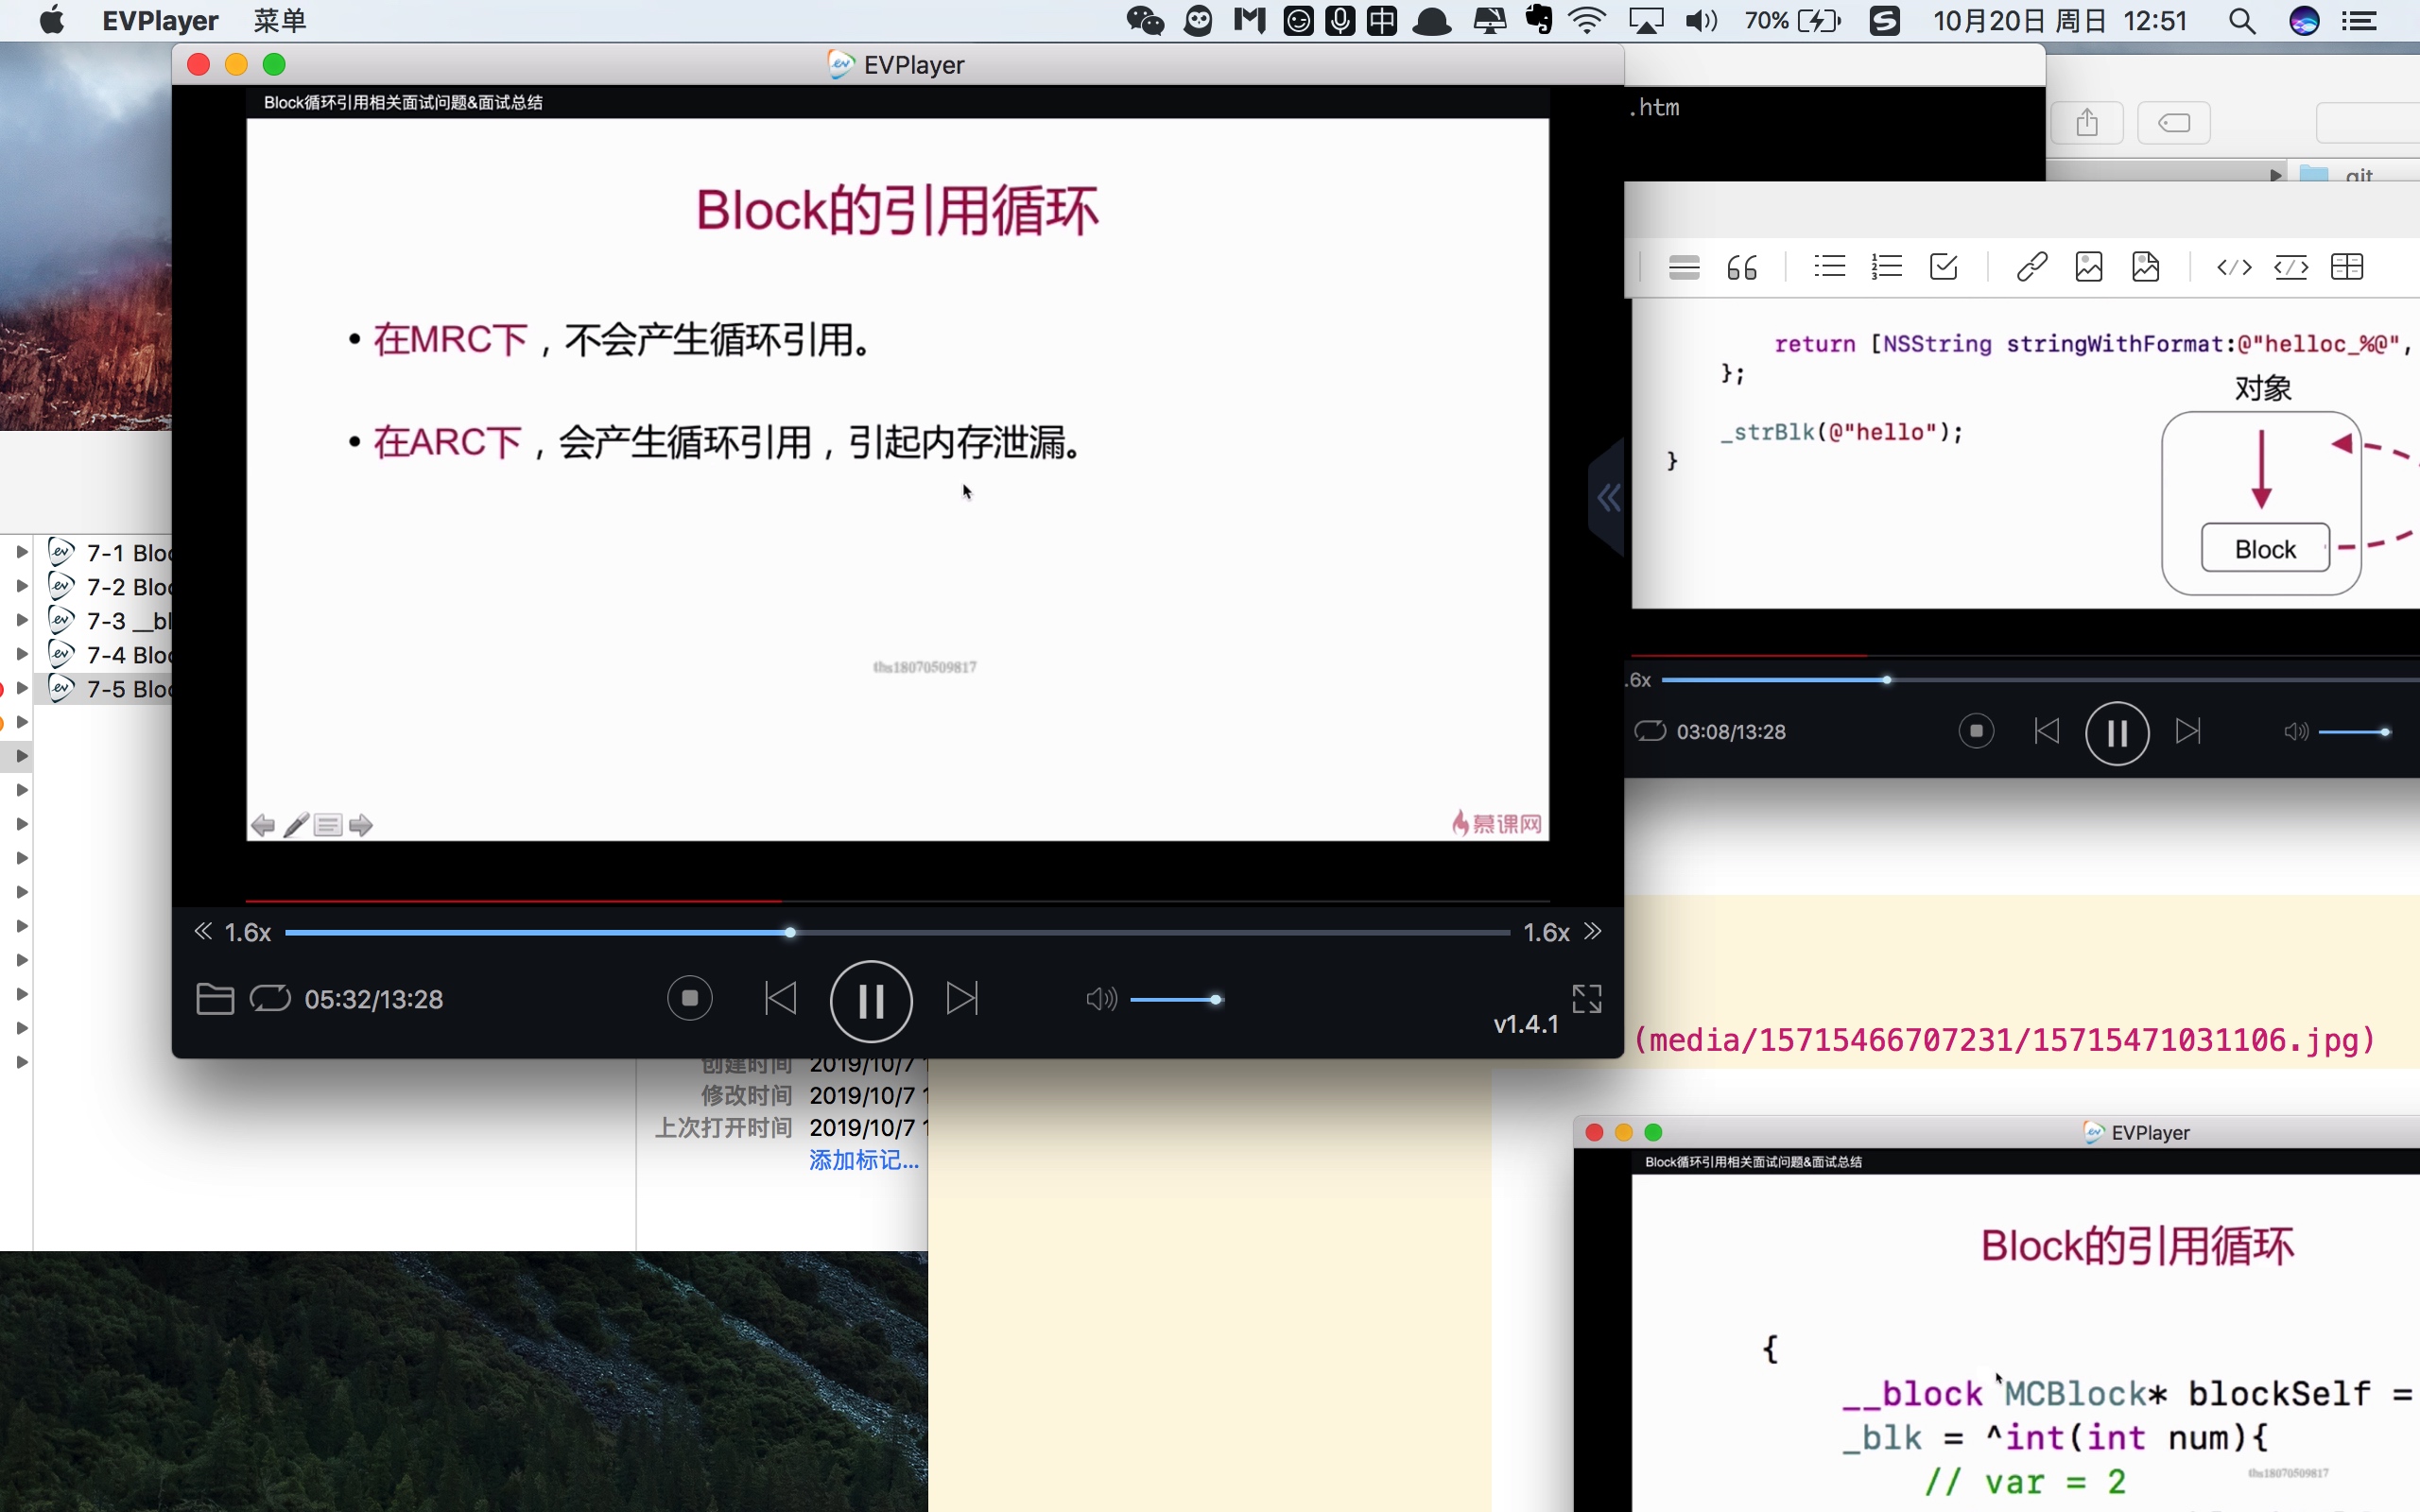 EVPlayer 菜单 70% 10月20日 周日 12:51
EVPlayer
Block循环引用相关面试问题&面试总结
Block的引用循环
• 在MRC下，不会产生循环引用。
• 在ARC下，会产生循环引用，引起内存泄漏。
ths18070509817
慕课网
1.6x 1.6x
05:32/13:28
v1.4.1
7-1 Bloc
7-2 Bloc
7-3 __bl
7-4 Bloc
7-5 Bloc
创建时间 2019/10/7
修改时间 2019/10/7
上次打开时间 2019/10/7
添加标记...
.htm
git
return [NSString stringWithFormat:@"helloc_%@",
};
_strBlk(@"hello");
}
对象
Block
.6x
03:08/13:28
(media/15715466707231/15715471031106.jpg)
EVPlayer
Block循环引用相关面试问题&面试总结
Block的引用循环
{
__block MCBlock* blockSelf =
_blk = ^int(int num){
// var = 2
ths18070509817